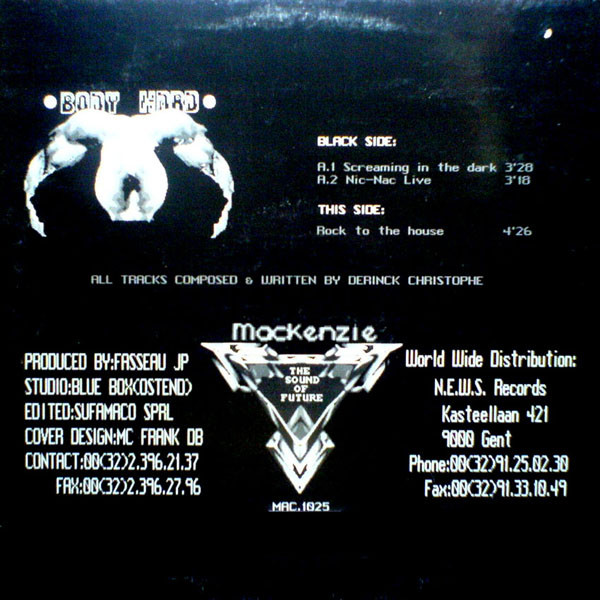 • BODY HARD •
BLACK SIDE:
A.1 Screaming in the dark 3'28
A.2 Nic-Nac Live 3'18
THIS SIDE:
Rock to the house 4'26
ALL TRACKS COMPOSED & WRITTEN BY DERINCK CHRISTOPHE
Mackenzie
THE
SOUND
OF
FUTURE
MAC.1025
PRODUCED BY:FASSEAU JP
STUDIO:BLUE BOX(OSTEND)
EDITED:SUFAMACO SPRL
COVER DESIGN:MC FRANK DB
CONTACT:00(32)2.396.21.37
FAX:00(32)2.396.27.96
World Wide Distribution:
N.E.W.S. Records
Kasteellaan 421
9000 Gent
Phone:00(32)91.25.02.30
Fax:00(32)91.33.10.49